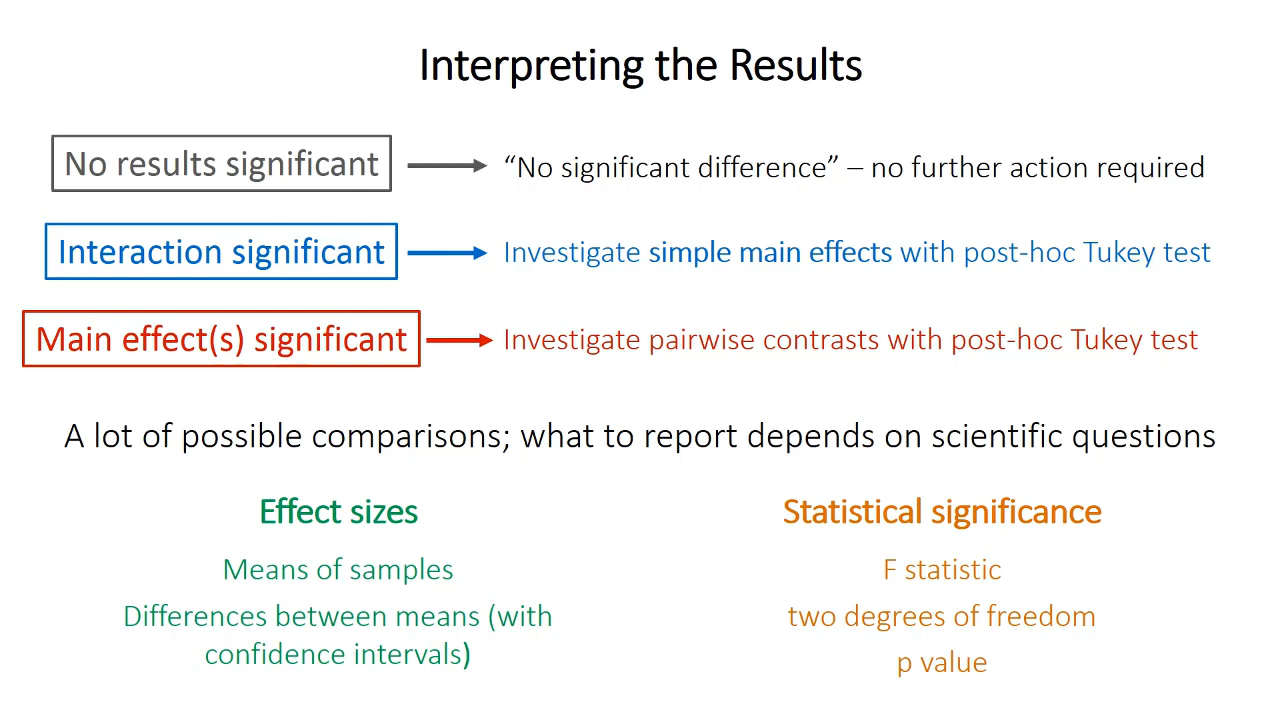 Interpreting the Results
No results significant
“No significant difference” – no further action required
Interaction significant
Investigate simple main effects with post-hoc Tukey test
Main effect(s) significant
Investigate pairwise contrasts with post-hoc Tukey test
A lot of possible comparisons; what to report depends on scientific questions
Effect sizes
Means of samples
Differences between means (with
confidence intervals)
Statistical significance
F statistic
two degrees of freedom
p value